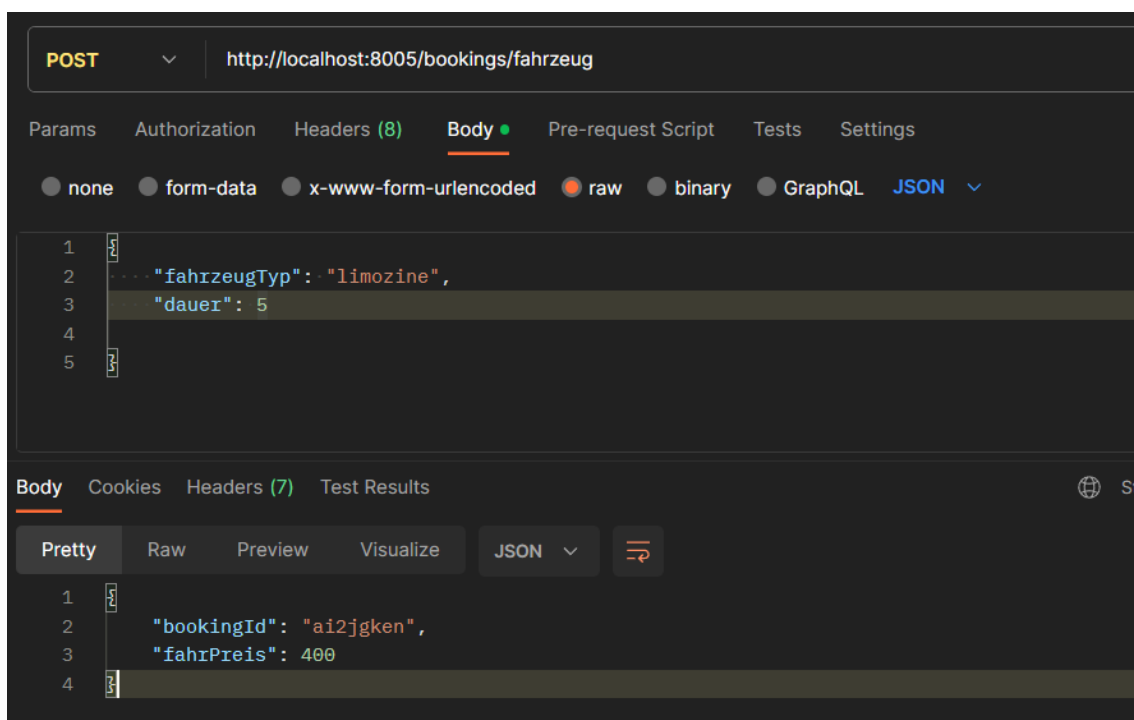 POST http://localhost:8005/bookings/fahrzeug
Params Authorization Headers (8) Body Pre-request Script Tests Settings
none form-data x-www-form-urlencoded raw binary GraphQL JSON
1 {
2 "fahrzeugTyp": "limozine",
3 "dauer": 5
4
5 }
Body Cookies Headers (7) Test Results
Pretty Raw Preview Visualize JSON
1 {
2 "bookingId": "ai2jgken",
3 "fahrPreis": 400
4 }